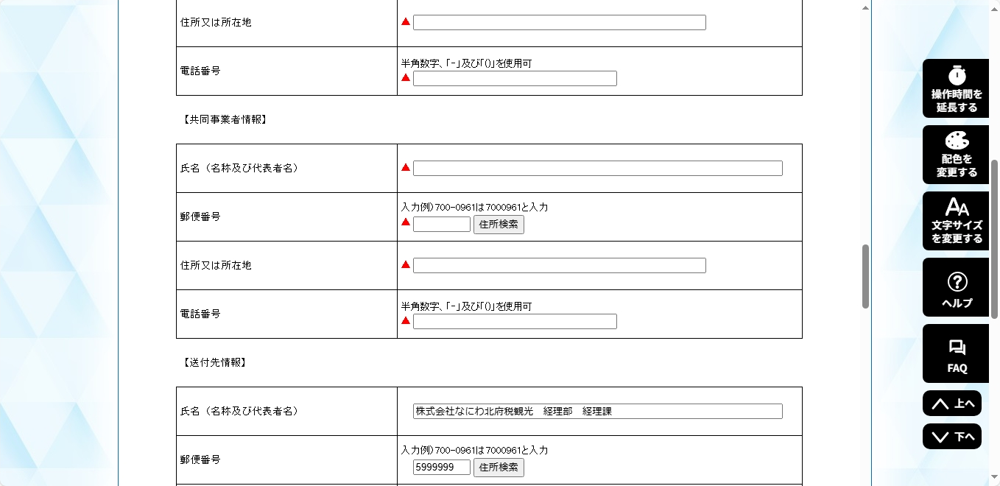 住所又は所在地
電話番号
半角数字、「-」及び「()」を使用可
【共同事業者情報】
氏名（名称及び代表者名）
郵便番号
入力例）700-0961は7000961と入力
住所検索
住所又は所在地
電話番号
半角数字、「-」及び「()」を使用可
【送付先情報】
氏名（名称及び代表者名）
株式会社なにわ北府税観光　経理部　経理課
郵便番号
入力例）700-0961は7000961と入力
5999999
住所検索
操作時間を
延長する
配色を
変更する
文字サイズ
を変更する
ヘルプ
FAQ
上へ
下へ